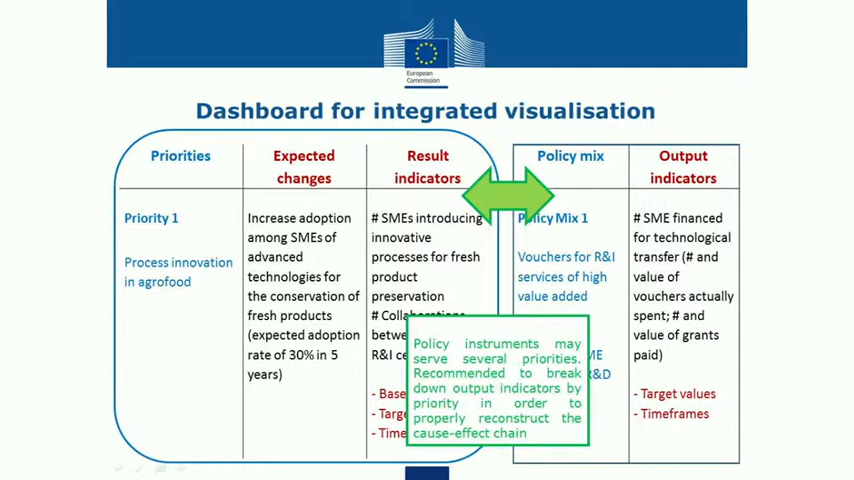 European
Commission
Dashboard for integrated visualisation
Priorities
Expected
changes
Result
indicators
Policy mix
Output
indicators
Priority 1
Process innovation
in agrofood
Increase adoption
among SMEs of
advanced
technologies for
the conservation of
fresh products
(expected adoption
rate of 30% in 5
years)
# SMEs introducing
innovative
processes for fresh
product
preservation
R&I
- Target
Policy Mix 1
Vouchers for R&I
services of high
value added
R&D
# SME financed
for technological
transfer (# and
value of
vouchers actually
spent; # and
value of grants
paid)
- Target values
- Timeframes
Policy instruments may
serve several priorities.
Recommended to break
down output indicators by
priority in order to
properly reconstruct the
cause-effect chain